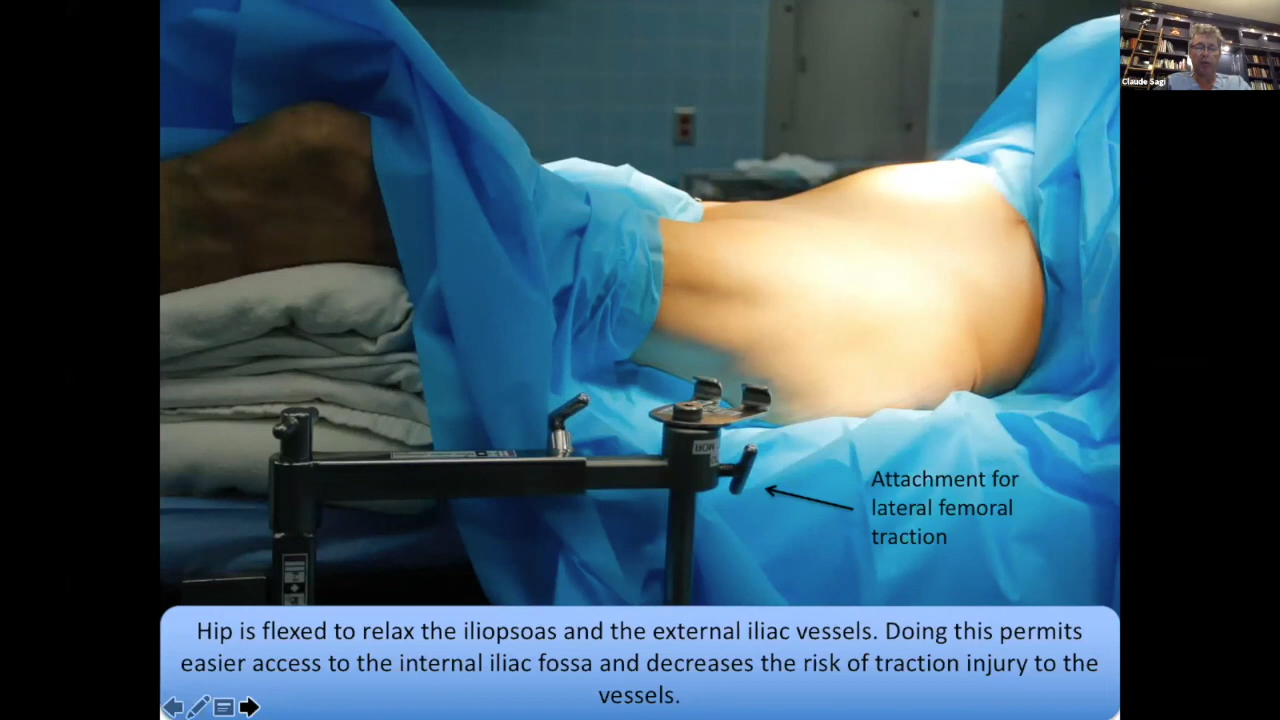 Claude Sagi
Attachment for
lateral femoral
traction
Hip is flexed to relax the iliopsoas and the external iliac vessels. Doing this permits
easier access to the internal iliac fossa and decreases the risk of traction injury to the
vessels.